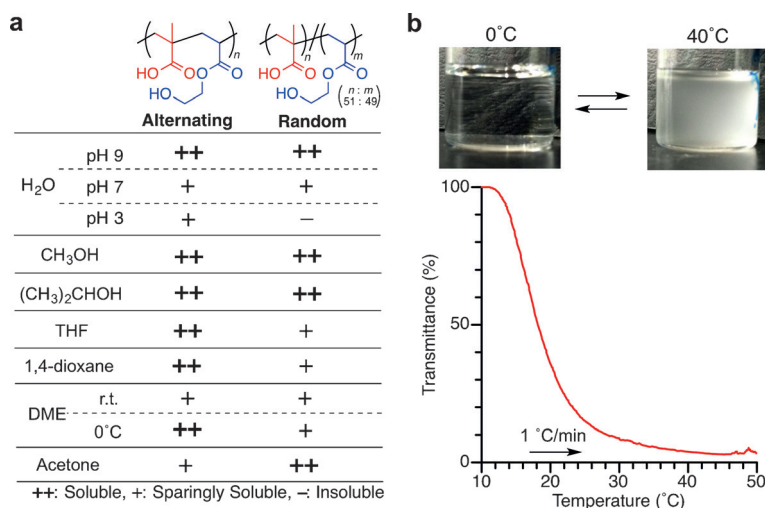 a
n
n
m
HO
O
O
O
HO
O
O
O
HO
HO
( n : m
51 : 49 )
Alternating Random
H₂O pH 9 ++ ++
pH 7 + +
pH 3 + −
CH₃OH ++ ++
(CH₃)₂CHOH ++ ++
THF ++ +
1,4-dioxane ++ +
DME r.t. + +
0˚C ++ +
Acetone + ++
++: Soluble, +: Sparingly Soluble, −: Insoluble
b
0˚C 40˚C
100
50
0
Transmittance (%)
1 ˚C/min
10 20 30 40 50
Temperature (˚C)